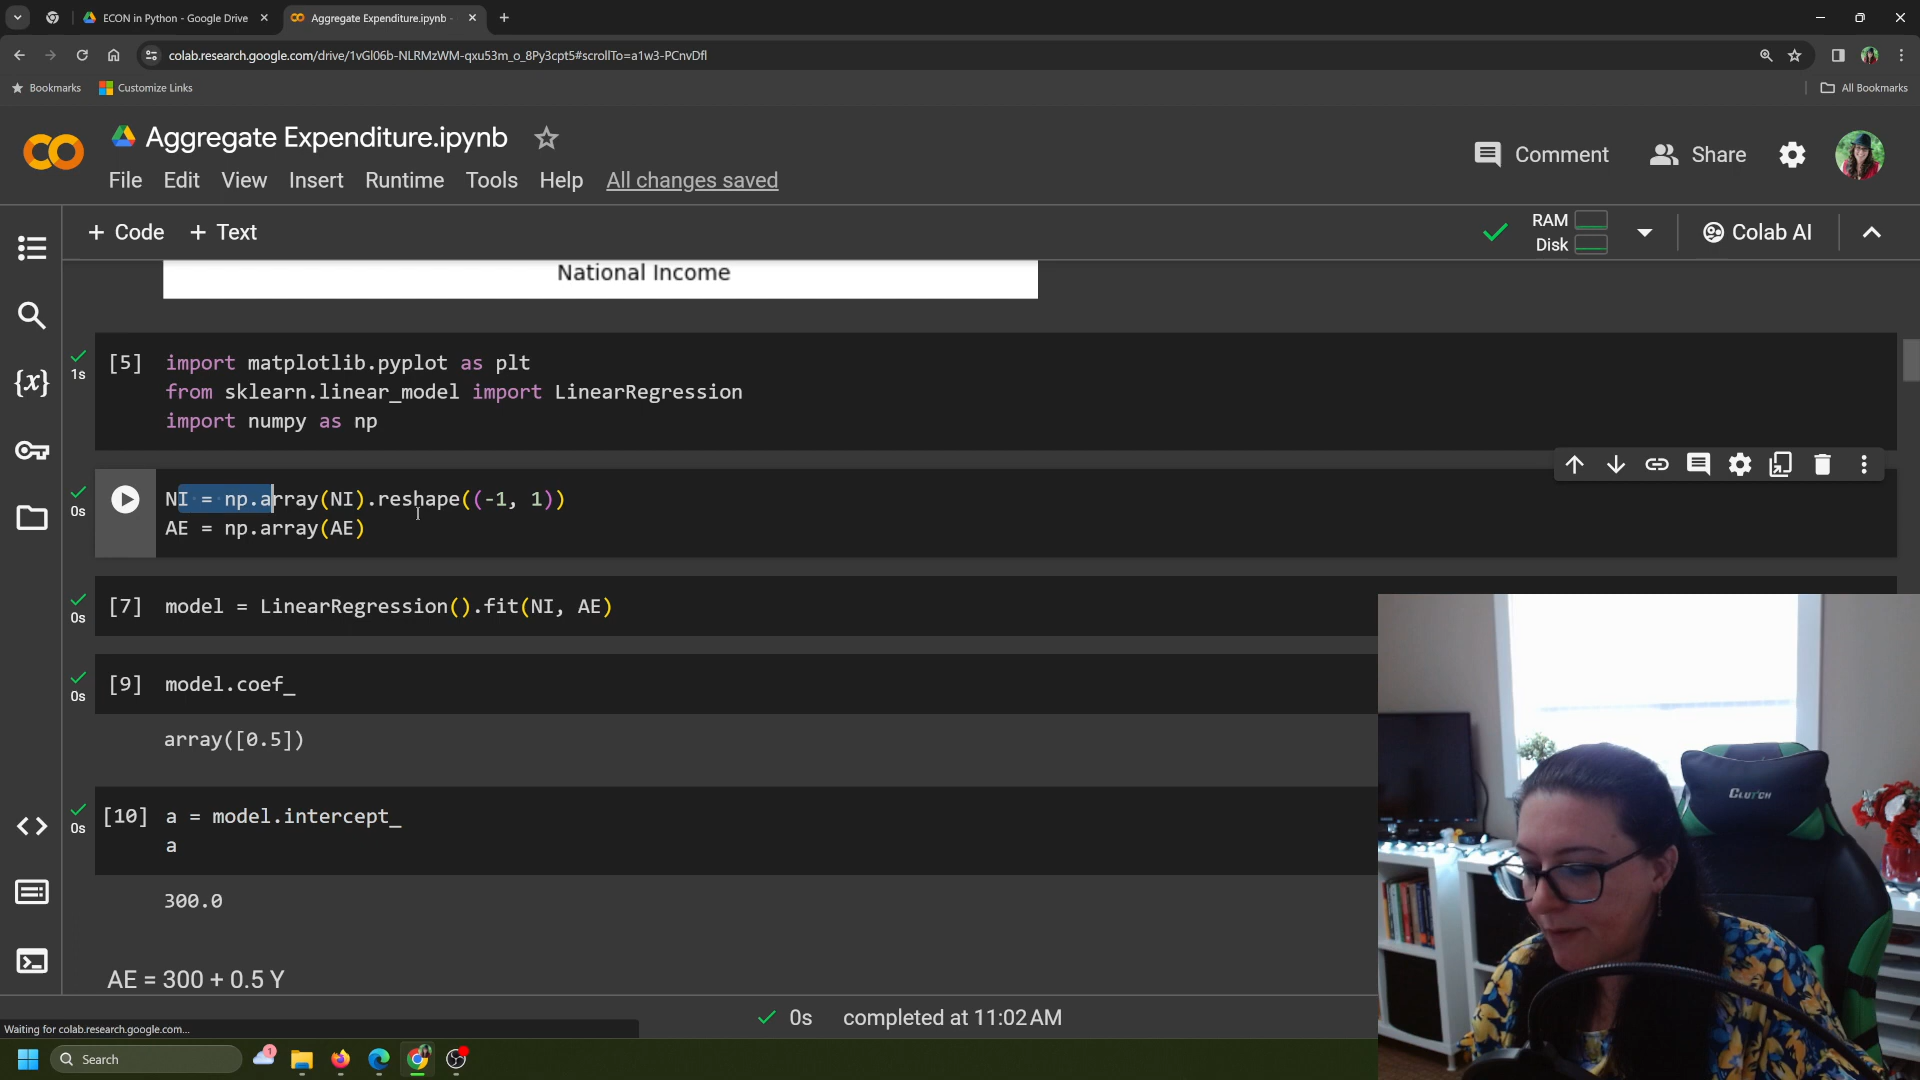 ECON in Python - Google Drive
Aggregate Expenditure.ipynb -
colab.research.google.com/drive/1vGl06b-NLRMzWM-qxu53m_o_8Py3cpt5#scrollTo=a1w3-PCnvDfl
Bookmarks
Customize Links
All Bookmarks
CO
Aggregate Expenditure.ipynb
Comment
Share
File Edit View Insert Runtime Tools Help All changes saved
+ Code + Text
RAM
Disk
Colab AI
National Income
1s
[5] import matplotlib.pyplot as plt
from sklearn.linear_model import LinearRegression
import numpy as np
{x}
0s
NI = np.array(NI).reshape((-1, 1))
AE = np.array(AE)
0s
[7] model = LinearRegression().fit(NI, AE)
0s
[9] model.coef_
array([0.5])
0s
[10] a = model.intercept_
a
300.0
AE = 300 + 0.5 Y
CLUTCH
0s completed at 11:02 AM
Waiting for colab.research.google.com...
Search
1